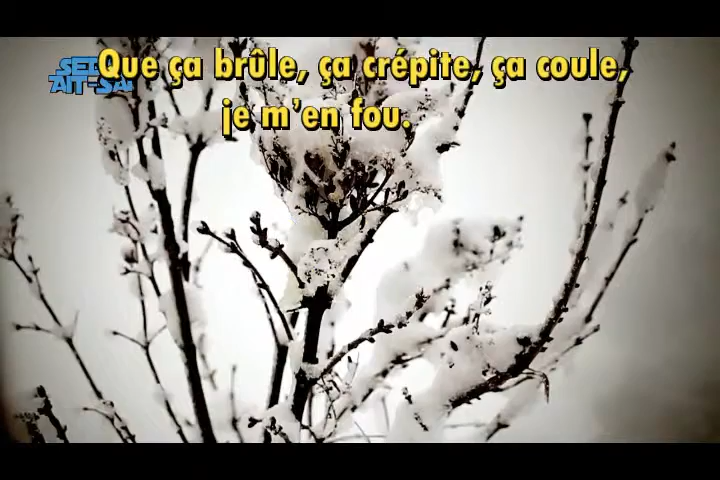 Que ça brûle, ça crépite, ça coule,
je m'en fou.